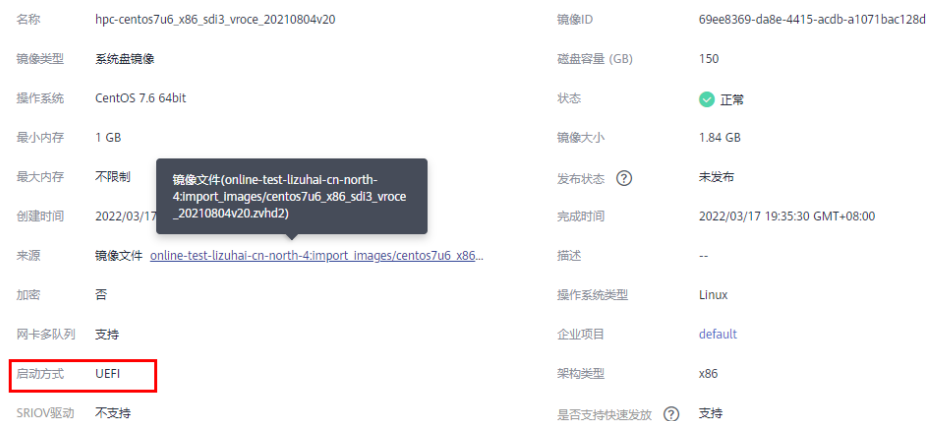 名称 hpc-centos7u6_x86_sdi3_vroce_20210804v20 镜像ID 69ee8369-da8e-4415-acdb-a1071bac128d
镜像类型 系统盘镜像 磁盘容量 (GB) 150
操作系统 CentOS 7.6 64bit 状态 正常
最小内存 1 GB 镜像大小 1.84 GB
最大内存 不限制 发布状态 ? 未发布
镜像文件(online-test-lizuhai-cn-north-
4:import_images/centos7u6_x86_sdi3_vroce
_20210804v20.zvhd2)
创建时间 2022/03/17 完成时间 2022/03/17 19:35:30 GMT+08:00
来源 镜像文件 online-test-lizuhai-cn-north-4:import_images/centos7u6_x86... 描述 --
加密 否 操作系统类型 Linux
网卡多队列 支持 企业项目 default
启动方式 UEFI 架构类型 x86
SRIOV驱动 不支持 是否支持快速发放 ? 支持